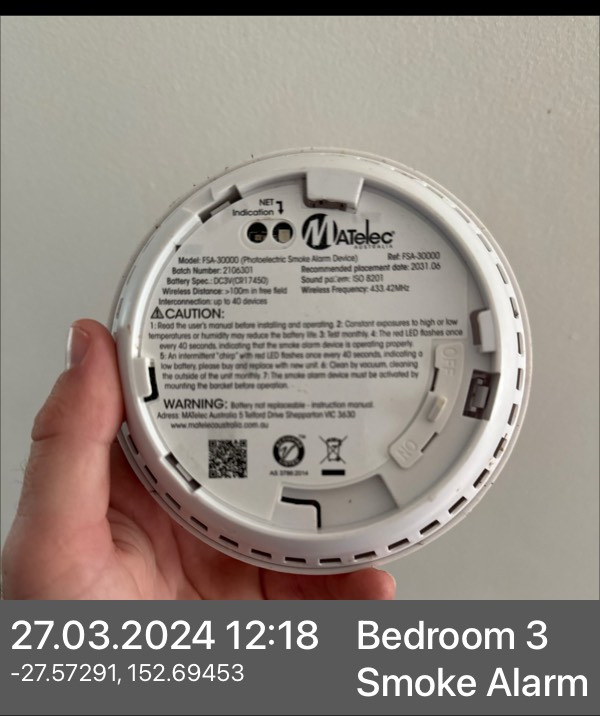 NET
Indication
MATelec
AUSTRALIA
Model: FSA-30000 (Photoelectric Smoke Alarm Device) Ref: FSA-30000
Batch Number: 2106301 Recommended placement date: 2031.06
Battery Spec.: DC3V(CR17450) Sound pattern: ISO 8201
Wireless Distance: >100m in free field Wireless Frequency: 433.42MHz
Interconnection: up to 40 devices
CAUTION:
1: Read the user's manual before installing and operating. 2: Constant exposures to high or low
temperatures or humidity may reduce the battery life. 3: Test monthly. 4: The red LED flashes once
every 40 seconds, indicating that the smoke alarm device is operating properly.
5: An intermittent "chirp" with red LED flashes once every 40 seconds, indicating a
low battery, please buy and replace with new unit. 6: Clean by vacuum, cleaning
the outside of the unit monthly. 7: The smoke alarm device must be activated by
mounting the bracket before operation.
OFF
ON
WARNING: Battery not replaceable - instruction manual.
Adress: MATelec Australia 5 Telford Drive Shepparton VIC 3630
www.matelecaustralia.com.au
AS 3786:2014
27.03.2024 12:18
-27.57291, 152.69453
Bedroom 3
Smoke Alarm